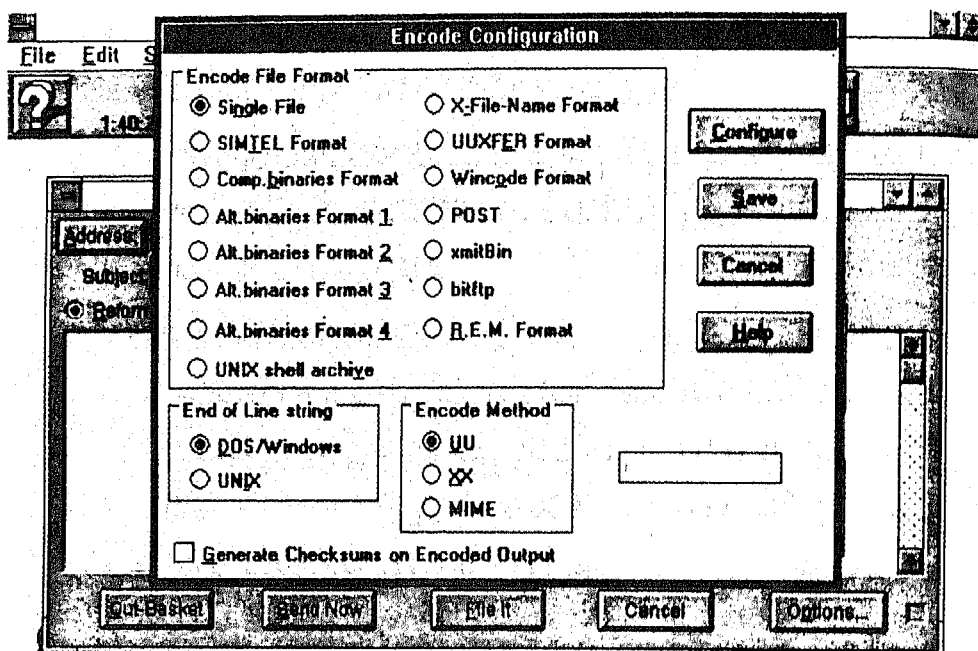 Encode Configuration
File Edit S
1:40
Encode File Format
Single File
SIMTEL Format
Comp.binaries Format
Alt.binaries Format 1
Alt.binaries Format 2
Alt.binaries Format 3
Alt.binaries Format 4
UNIX shell archive
X-File-Name Format
UUXFER Format
Wincode Format
POST
xmitBin
bitftp
R.E.M. Format
Configure
Save
Cancel
Help
Address:
Subject
Reform
End of Line string
DOS/Windows
UNIX
Encode Method
UU
XX
MIME
Generate Checksums on Encoded Output
Out-Basket
Send Now
File It
Cancel
Options...